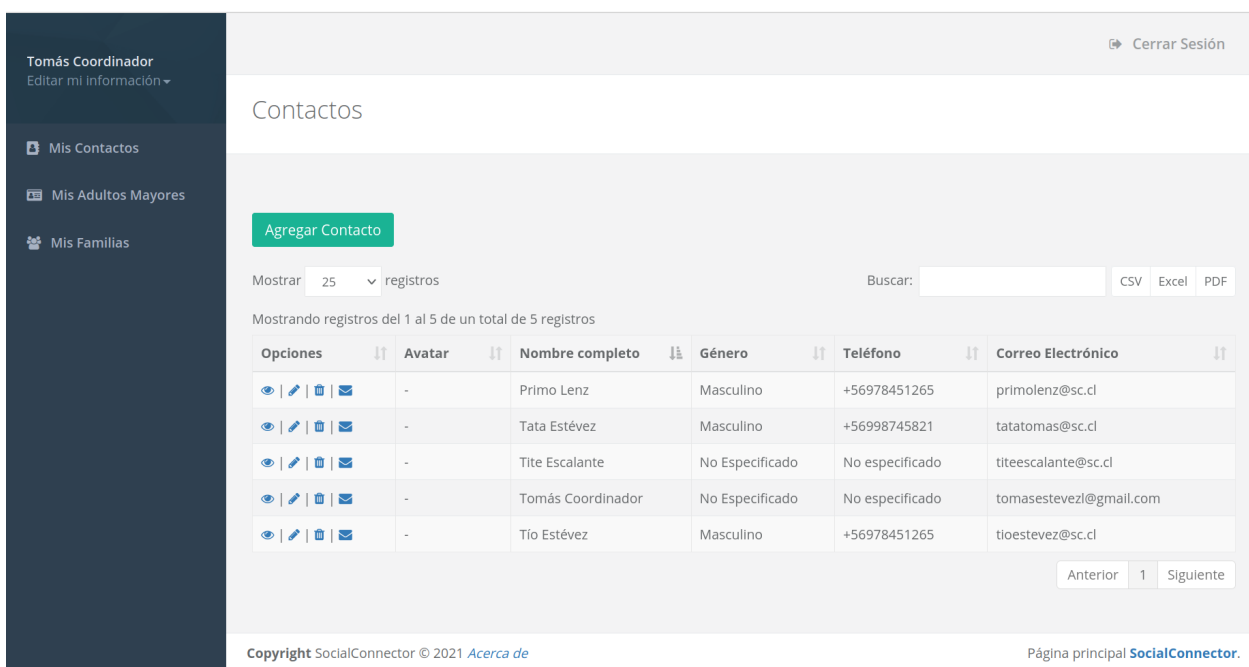 Tomás Coordinador
Editar mi información
Cerrar Sesión
Contactos
Mis Contactos
Mis Adultos Mayores
Mis Familias
Agregar Contacto
Mostrar 25 registros Buscar: CSV Excel PDF
Mostrando registros del 1 al 5 de un total de 5 registros
Opciones Avatar Nombre completo Género Teléfono Correo Electrónico
| | | - Primo Lenz Masculino +56978451265 primolenz@sc.cl
| | | - Tata Estévez Masculino +56998745821 tatatomas@sc.cl
| | | - Tite Escalante No Especificado No especificado titeescalante@sc.cl
| | | - Tomás Coordinador No Especificado No especificado tomasestevezl@gmail.com
| | | - Tío Estévez Masculino +56978451265 tioestevez@sc.cl
Anterior 1 Siguiente
Copyright SocialConnector © 2021 Acerca de Página principal SocialConnector.